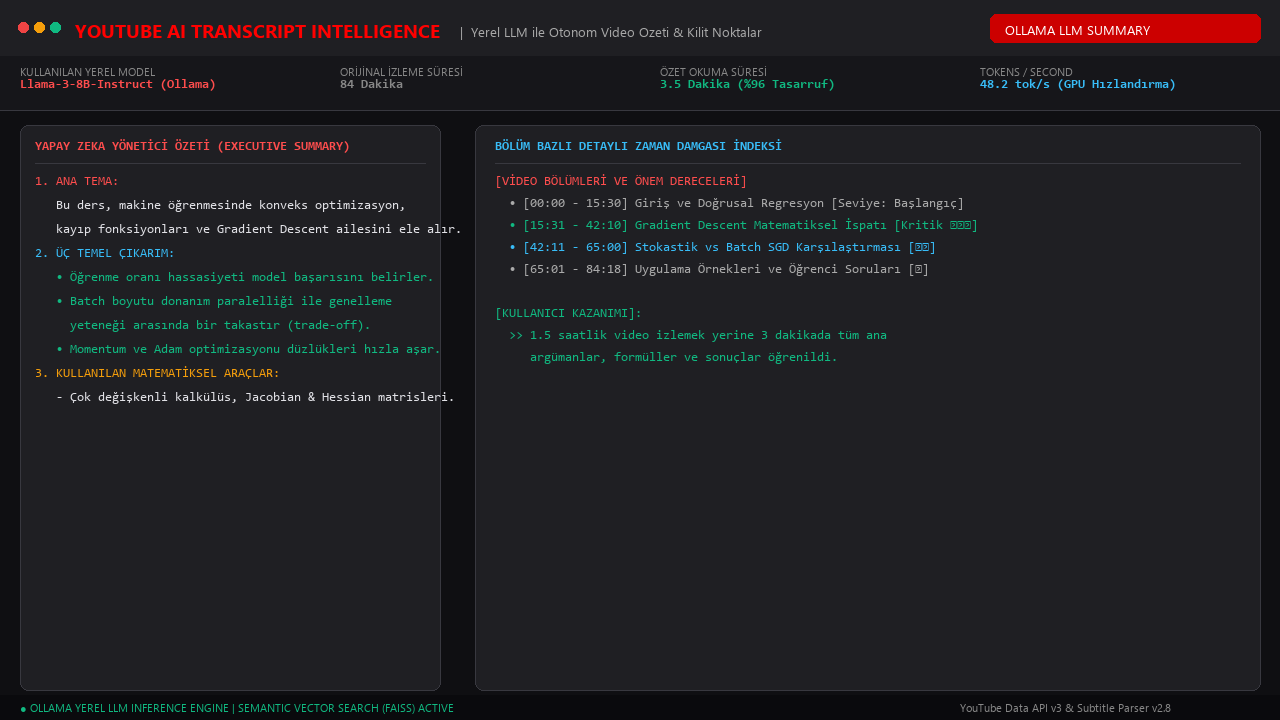 YOUTUBE AI TRANSCRIPT INTELLIGENCE
| Yerel LLM ile Otonom Video Ozeti & Kilit Noktalar
OLLAMA LLM SUMMARY
KULLANILAN YEREL MODEL
Llama-3-8B-Instruct (Ollama)
ORİJİNAL İZLEME SÜRESİ
84 Dakika
ÖZET OKUMA SÜRESİ
3.5 Dakika (%96 Tasarruf)
TOKENS / SECOND
48.2 tok/s (GPU Hızlandırma)
YAPAY ZEKA YÖNETİCİ ÖZETİ (EXECUTIVE SUMMARY)
1. ANA TEMA:
Bu ders, makine öğrenmesinde konveks optimizasyon,
kayıp fonksiyonları ve Gradient Descent ailesini ele alır.
2. ÜÇ TEMEL ÇIKARIM:
• Öğrenme oranı hassasiyeti model başarısını belirler.
• Batch boyutu donanım paralelliği ile genelleme
yeteneği arasında bir takastır (trade-off).
• Momentum ve Adam optimizasyonu düzlükleri hızla aşar.
3. KULLANILAN MATEMATİKSEL ARAÇLAR:
- Çok değişkenli kalkülüs, Jacobian & Hessian matrisleri.
BÖLÜM BAZLI DETAYLI ZAMAN DAMGASI İNDEKSİ
[VİDEO BÖLÜMLERİ VE ÖNEM DERECELERİ]
• [00:00 - 15:30] Giriş ve Doğrusal Regresyon [Seviye: Başlangıç]
• [15:31 - 42:10] Gradient Descent Matematiksel İspatı [Kritik ▯▯▯]
• [42:11 - 65:00] Stokastik vs Batch SGD Karşılaştırması [▯▯]
• [65:01 - 84:18] Uygulama Örnekleri ve Öğrenci Soruları [▯]
[KULLANICI KAZANIMI]:
>> 1.5 saatlik video izlemek yerine 3 dakikada tüm ana
argümanlar, formüller ve sonuçlar öğrenildi.
● OLLAMA YEREL LLM INFERENCE ENGINE | SEMANTIC VECTOR SEARCH (FAISS) ACTIVE
YouTube Data API v3 & Subtitle Parser v2.8